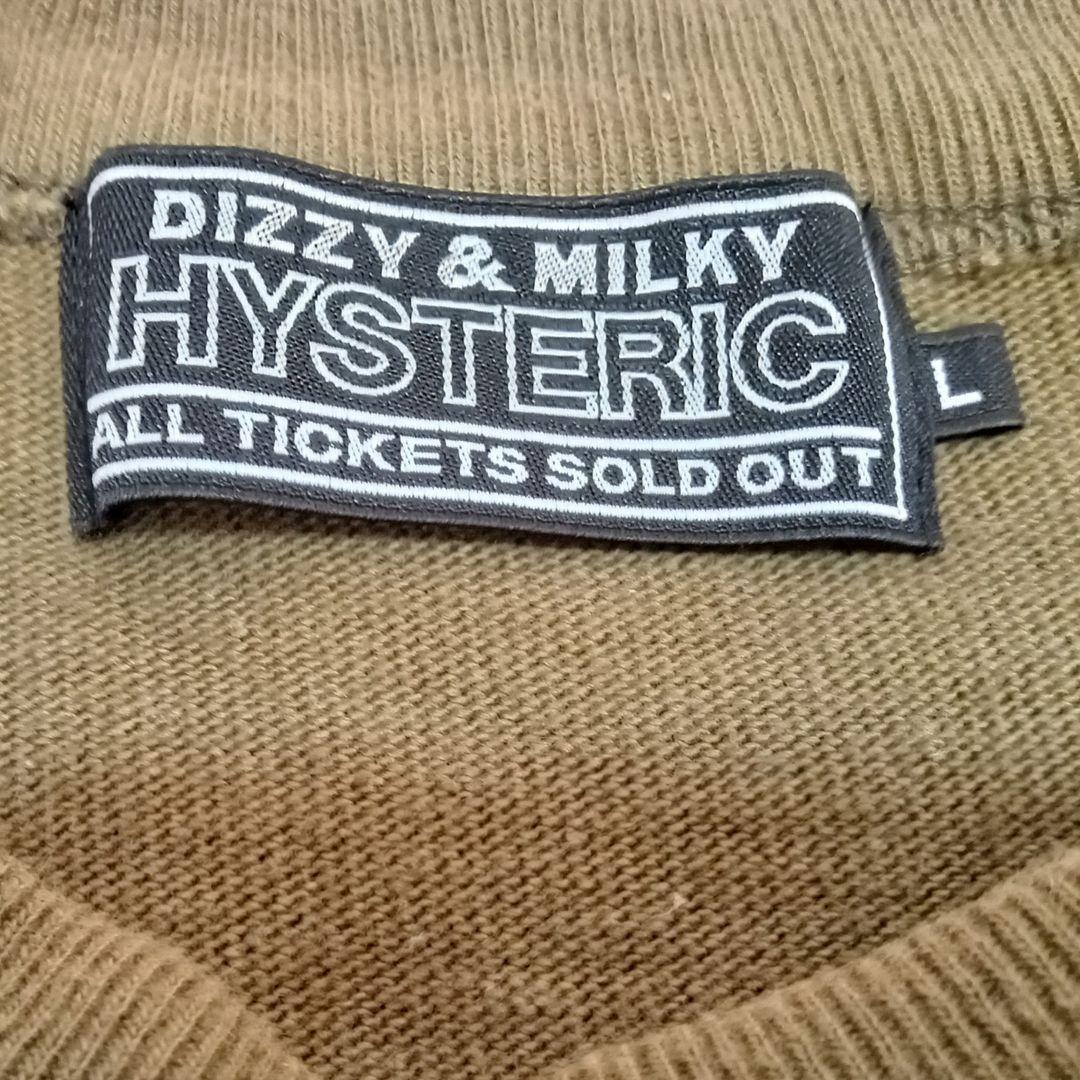 DIZZY & MILKY
HYSTERIC
ALL TICKETS SOLD OUT
L